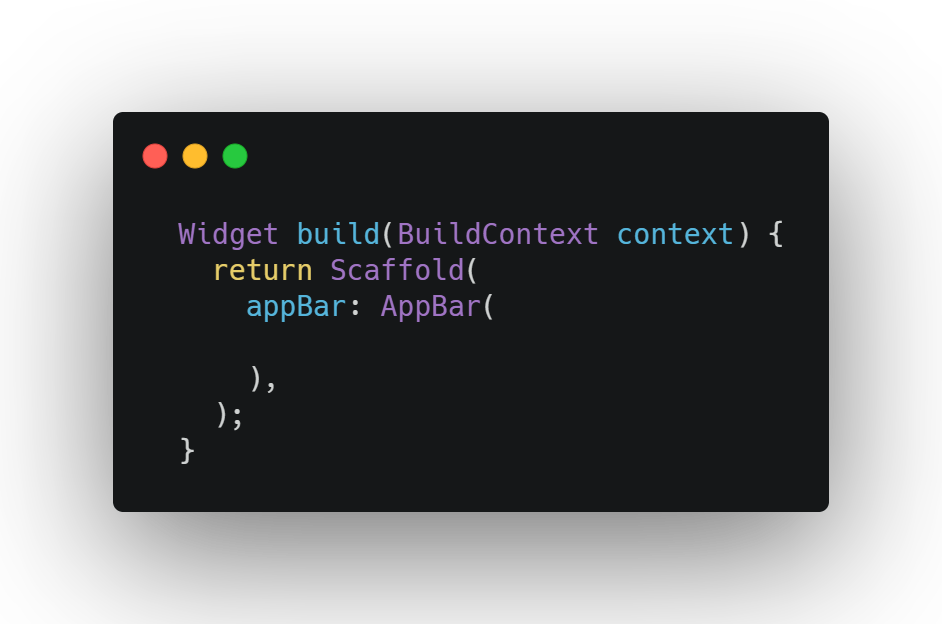 Widget build(BuildContext context) {
  return Scaffold(
    appBar: AppBar(

    ),
  );
}